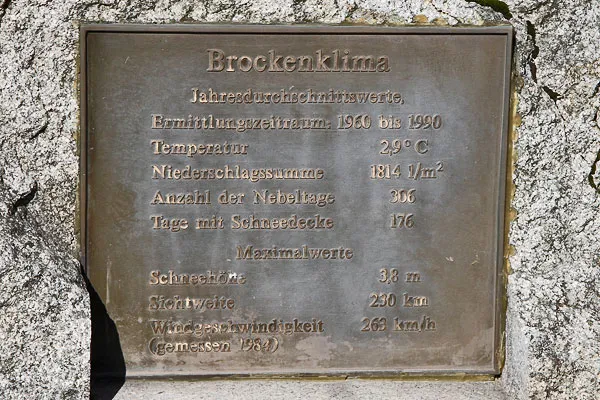 Brockenklima
Jahresdurchschnittswerte,
Ermittlungszeitraum: 1960 bis 1990
Temperatur 2,9° C
Niederschlagssumme 1814 l/m²
Anzahl der Nebeltage 306
Tage mit Schneedecke 176
Maximalwerte
Schneehöhe 3,8 m
Sichtweite 230 km
Windgeschwindigkeit 263 km/h
(gemessen 1984)